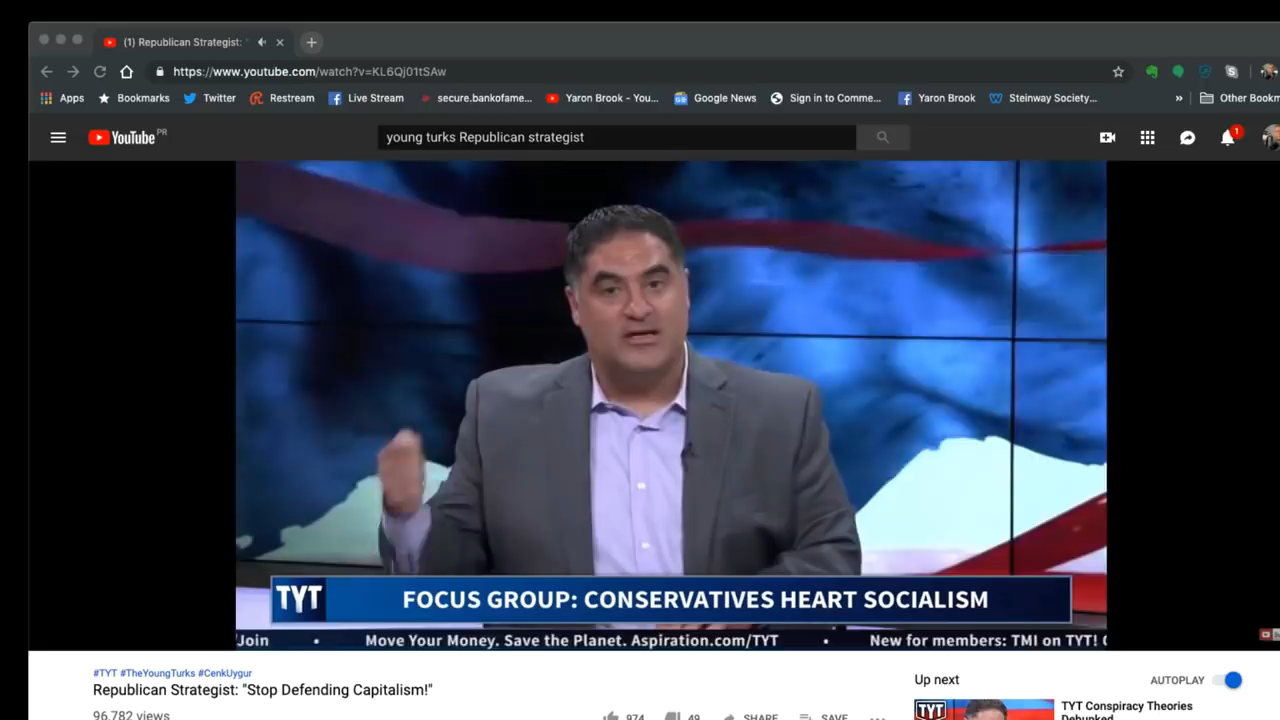 (1) Republican Strategist:
https://www.youtube.com/watch?v=KL6Qj01tSAw
Apps Bookmarks Twitter Restream Live Stream secure.bankofame... Yaron Brook - You... Google News Sign in to Comme... Yaron Brook Steinway Society... » Other Bookm
YouTube PR
young turks Republican strategist
1
TYT
FOCUS GROUP: CONSERVATIVES HEART SOCIALISM
/Join • Move Your Money. Save the Planet. Aspiration.com/TYT • New for members: TMI on TYT!
#TYT #TheYoungTurks #CenkUygur
Republican Strategist: "Stop Defending Capitalism!"
96,782 views
974 49 SHARE SAVE
Up next
AUTOPLAY
TYT
TYT Conspiracy Theories
Debunked